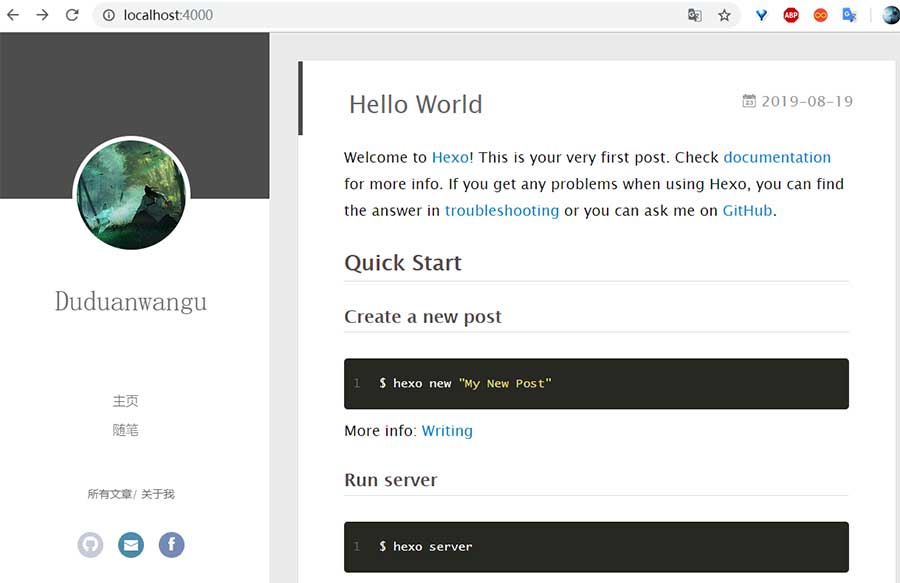 localhost:4000
ABP
Duduanwangu
主页
随笔
所有文章/ 关于我
Hello World
23 2019-08-19
Welcome to Hexo! This is your very first post. Check documentation
for more info. If you get any problems when using Hexo, you can find
the answer in troubleshooting or you can ask me on GitHub.
Quick Start
Create a new post
1 $ hexo new "My New Post"
More info: Writing
Run server
1 $ hexo server